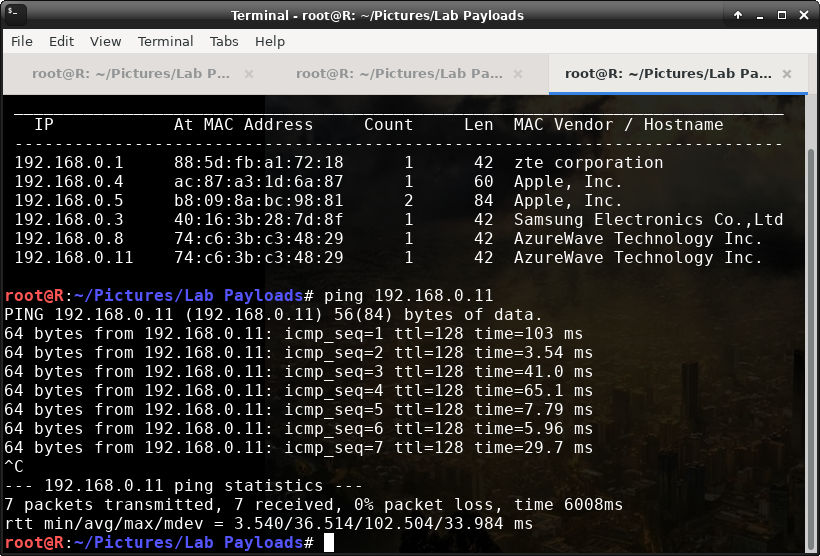 Terminal - root@R: ~/Pictures/Lab Payloads
File Edit View Terminal Tabs Help
root@R: ~/Pictures/Lab P... root@R: ~/Pictures/Lab Pa... root@R: ~/Pictures/Lab Pa...
IP At MAC Address Count Len MAC Vendor / Hostname
-----------------------------------------------------------------------------
192.168.0.1 88:5d:fb:a1:72:18 1 42 zte corporation
192.168.0.4 ac:87:a3:1d:6a:87 1 60 Apple, Inc.
192.168.0.5 b8:09:8a:bc:98:81 2 84 Apple, Inc.
192.168.0.3 40:16:3b:28:7d:8f 1 42 Samsung Electronics Co.,Ltd
192.168.0.8 74:c6:3b:c3:48:29 1 42 AzureWave Technology Inc.
192.168.0.11 74:c6:3b:c3:48:29 1 42 AzureWave Technology Inc.
root@R:~/Pictures/Lab Payloads# ping 192.168.0.11
PING 192.168.0.11 (192.168.0.11) 56(84) bytes of data.
64 bytes from 192.168.0.11: icmp_seq=1 ttl=128 time=103 ms
64 bytes from 192.168.0.11: icmp_seq=2 ttl=128 time=3.54 ms
64 bytes from 192.168.0.11: icmp_seq=3 ttl=128 time=41.0 ms
64 bytes from 192.168.0.11: icmp_seq=4 ttl=128 time=65.1 ms
64 bytes from 192.168.0.11: icmp_seq=5 ttl=128 time=7.79 ms
64 bytes from 192.168.0.11: icmp_seq=6 ttl=128 time=5.96 ms
64 bytes from 192.168.0.11: icmp_seq=7 ttl=128 time=29.7 ms
^C
--- 192.168.0.11 ping statistics ---
7 packets transmitted, 7 received, 0% packet loss, time 6008ms
rtt min/avg/max/mdev = 3.540/36.514/102.504/33.984 ms
root@R:~/Pictures/Lab Payloads#